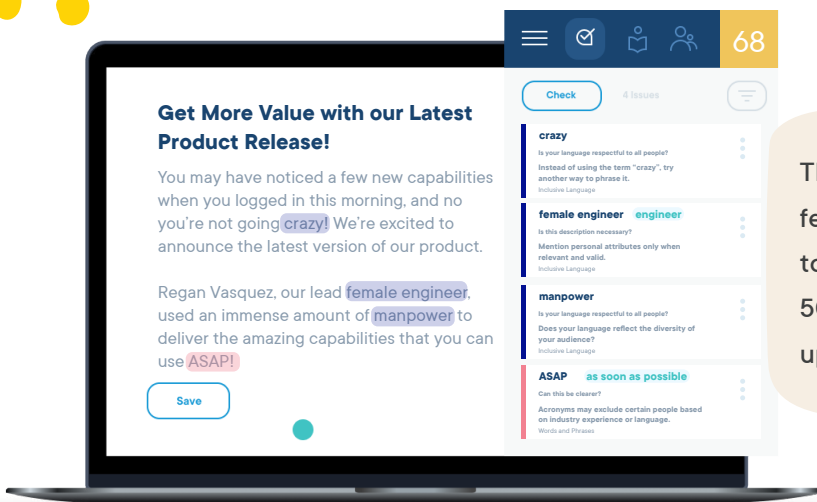 68
Get More Value with our Latest
Product Release!
You may have noticed a few new capabilities
when you logged in this morning, and no
you're not going crazy! We're excited to
announce the latest version of our product.
Regan Vasquez, our lead female engineer,
used an immense amount of manpower to
deliver the amazing capabilities that you can
use ASAP!
Save
Check 4 Issues
crazy
Is your language respectful to all people?
Instead of using the term "crazy", try
another way to phrase it.
Inclusive Language
female engineer engineer
Is this description necessary?
Mention personal attributes only when
relevant and valid.
Inclusive Language
manpower
Is your language respectful to all people?
Does your language reflect the diversity of
your audience?
Inclusive Language
ASAP as soon as possible
Can this be clearer?
Acronyms may exclude certain people based
on industry experience or language.
Words and Phrases